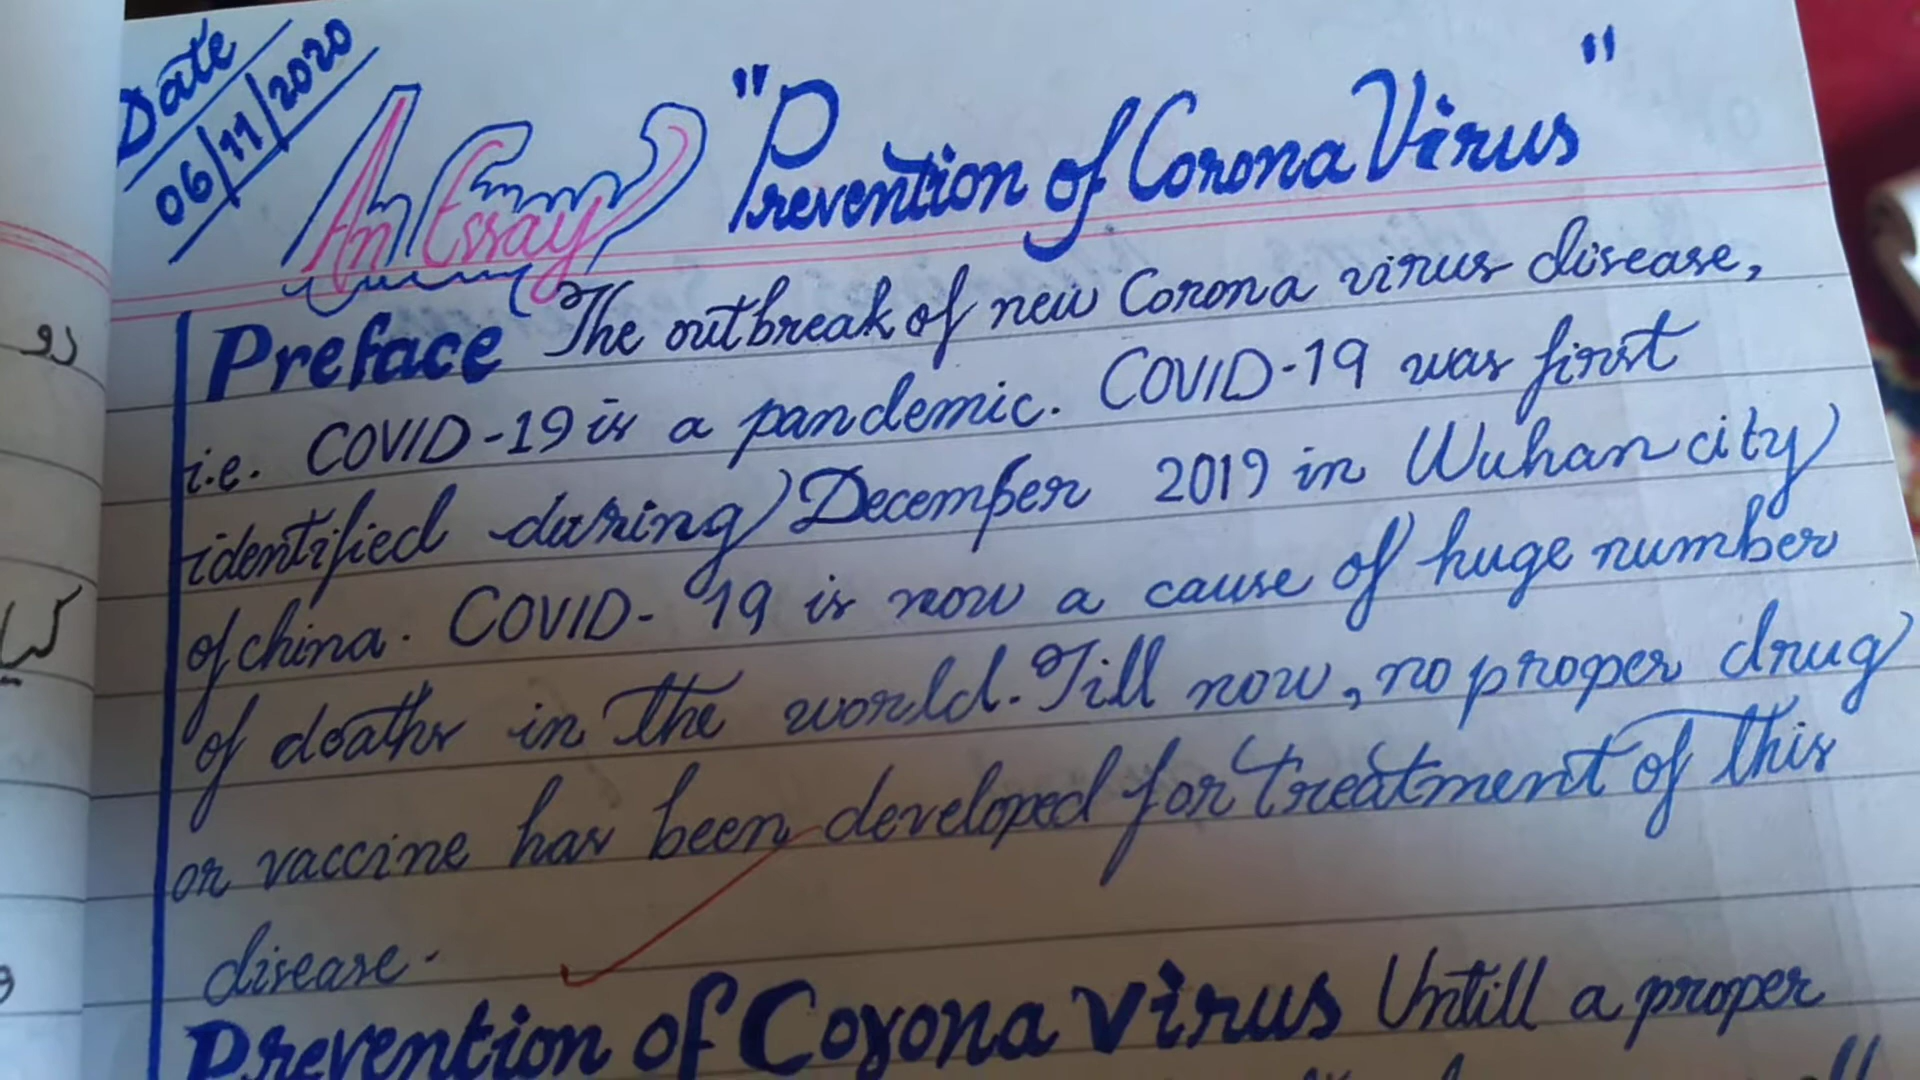 Date
06/11/2020
An Essay "Prevention of Corona Virus"
Preface The outbreak of new Corona virus disease,
i.e. COVID-19 is a pandemic. COVID-19 was first
identified during December 2019 in Wuhan city
of china. COVID-19 is now a cause of huge number
of deaths in the world. Till now, no proper drug
or vaccine has been developed for treatment of this
disease.
Prevention of Corona Virus Untill a proper